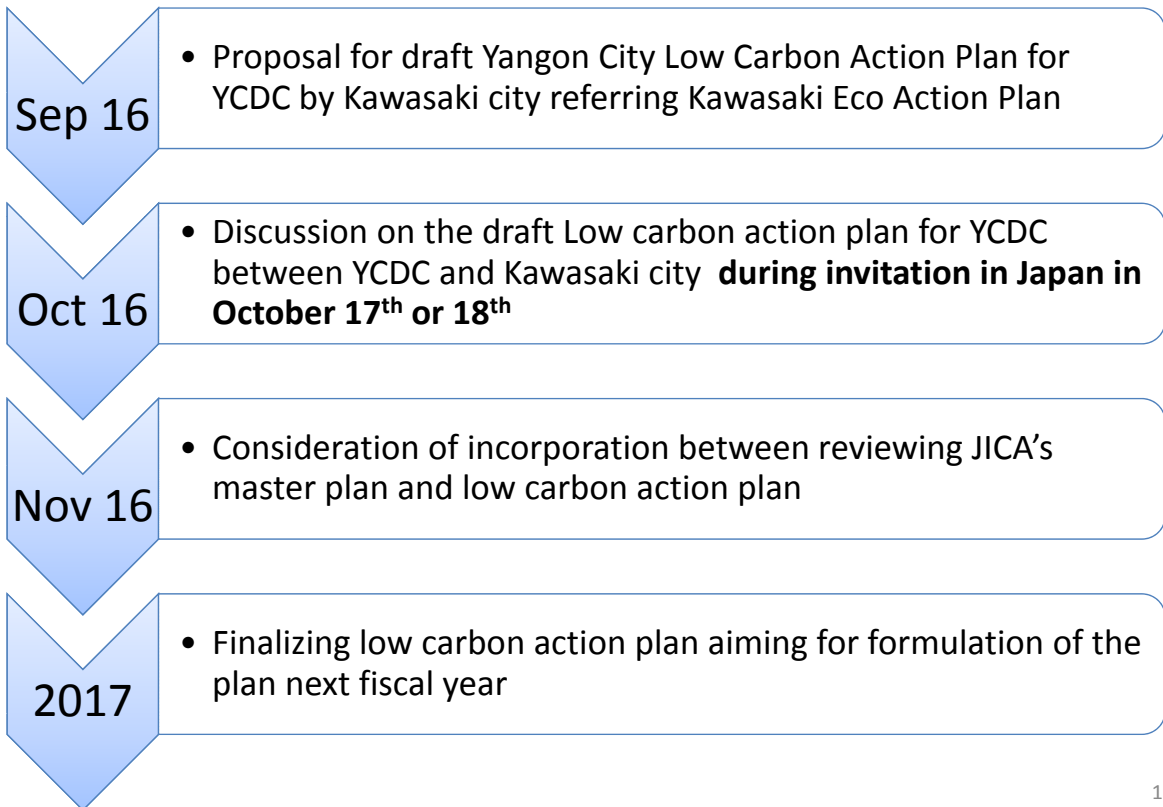 Sep 16
• Proposal for draft Yangon City Low Carbon Action Plan for
YCDC by Kawasaki city referring Kawasaki Eco Action Plan
Oct 16
• Discussion on the draft Low carbon action plan for YCDC
between YCDC and Kawasaki city during invitation in Japan in
October 17th or 18th
Nov 16
• Consideration of incorporation between reviewing JICA's
master plan and low carbon action plan
2017
• Finalizing low carbon action plan aiming for formulation of the
plan next fiscal year
1